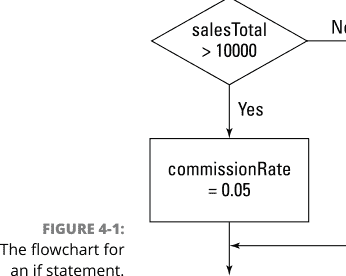 salesTotal
> 10000
Yes
commissionRate
= 0.05
FIGURE 4-1:
The flowchart for
an if statement.